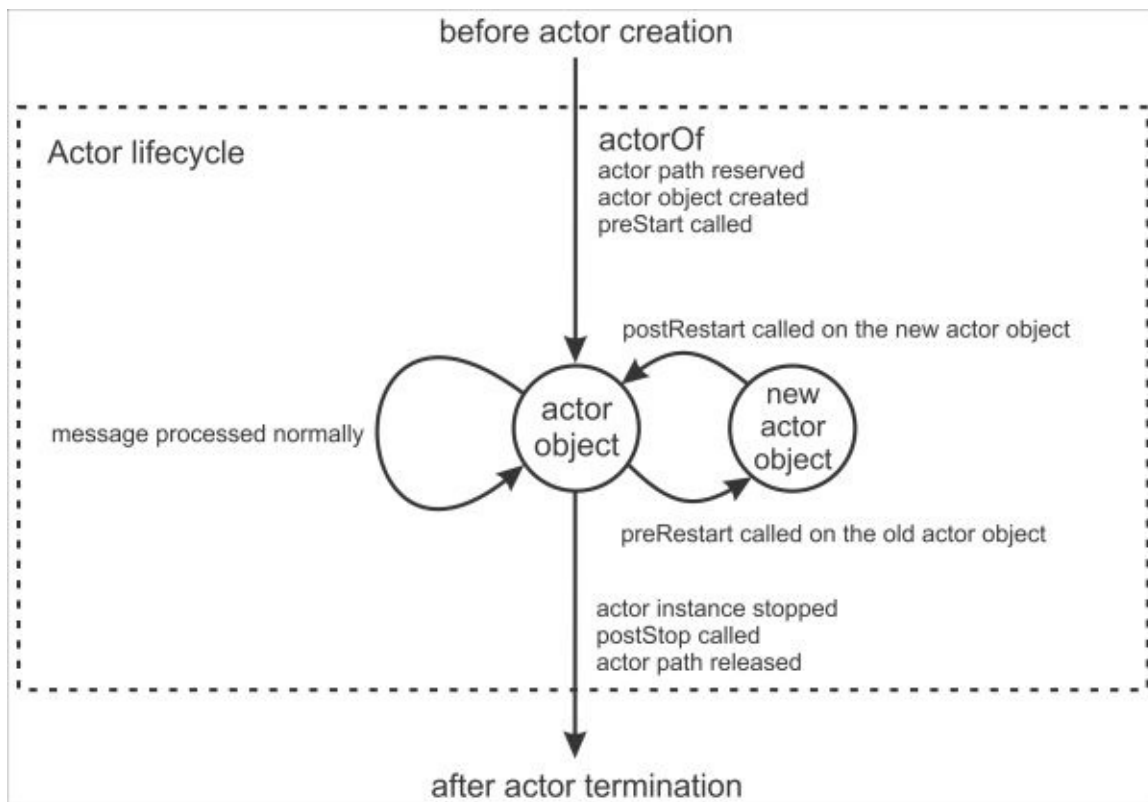 before actor creation
Actor lifecycle
actorOf
actor path reserved
actor object created
preStart called
postRestart called on the new actor object
message processed normally
actor
object
new
actor
object
preRestart called on the old actor object
actor instance stopped
postStop called
actor path released
after actor termination